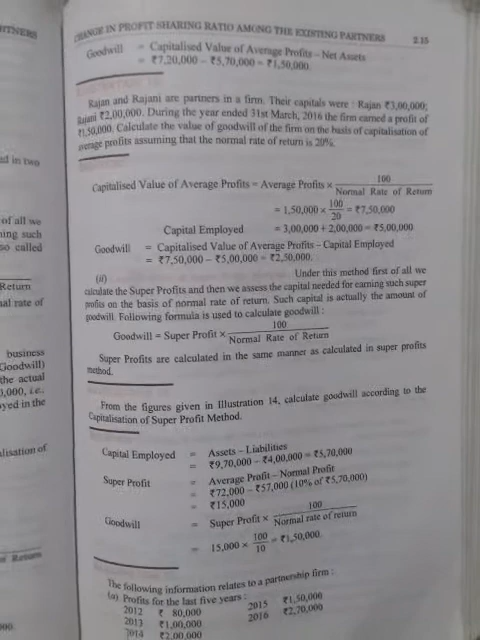 CHANGE IN PROFIT SHARING RATIO AMONG THE EXISTING PARTNERS 2.15
Goodwill = Capitalised Value of Average Profits – Net Assets
= ₹7,20,000 – ₹5,70,000 = ₹1,50,000.
Rajan and Rajani are partners in a firm. Their capitals were : Rajan ₹3,00,000;
Rajani ₹2,00,000. During the year ended 31st March, 2016 the firm earned a profit of
₹1,50,000. Calculate the value of goodwill of the firm on the basis of capitalisation of
average profits assuming that the normal rate of return is 20%.
Capitalised Value of Average Profits = Average Profits × 100 / Normal Rate of Return
= 1,50,000 × 100/20 = ₹7,50,000
Capital Employed = 3,00,000 + 2,00,000 = ₹5,00,000
Goodwill = Capitalised Value of Average Profits – Capital Employed
= ₹7,50,000 – ₹5,00,000 = ₹2,50,000.
(ii) Under this method first of all we
calculate the Super Profits and then we assess the capital needed for earning such super
profits on the basis of normal rate of return. Such capital is actually the amount of
goodwill. Following formula is used to calculate goodwill :
Goodwill = Super Profit × 100 / Normal Rate of Return
Super Profits are calculated in the same manner as calculated in super profits
method.
From the figures given in Illustration 14, calculate goodwill according to the
Capitalisation of Super Profit Method.
Capital Employed = Assets – Liabilities
= ₹9,70,000 – ₹4,00,000 = ₹5,70,000
Super Profit = Average Profit – Normal Profit
= ₹72,000 – ₹57,000 (10% of ₹5,70,000)
= ₹15,000
Goodwill = Super Profit × 100 / Normal rate of return
= 15,000 × 100/10 = ₹1,50,000.
The following information relates to a partnership firm :
(a) Profits for the last five years :
2012 ₹ 80,000 2015 ₹1,50,000
2013 ₹1,00,000 2016 ₹2,70,000
2014 ₹2,00,000